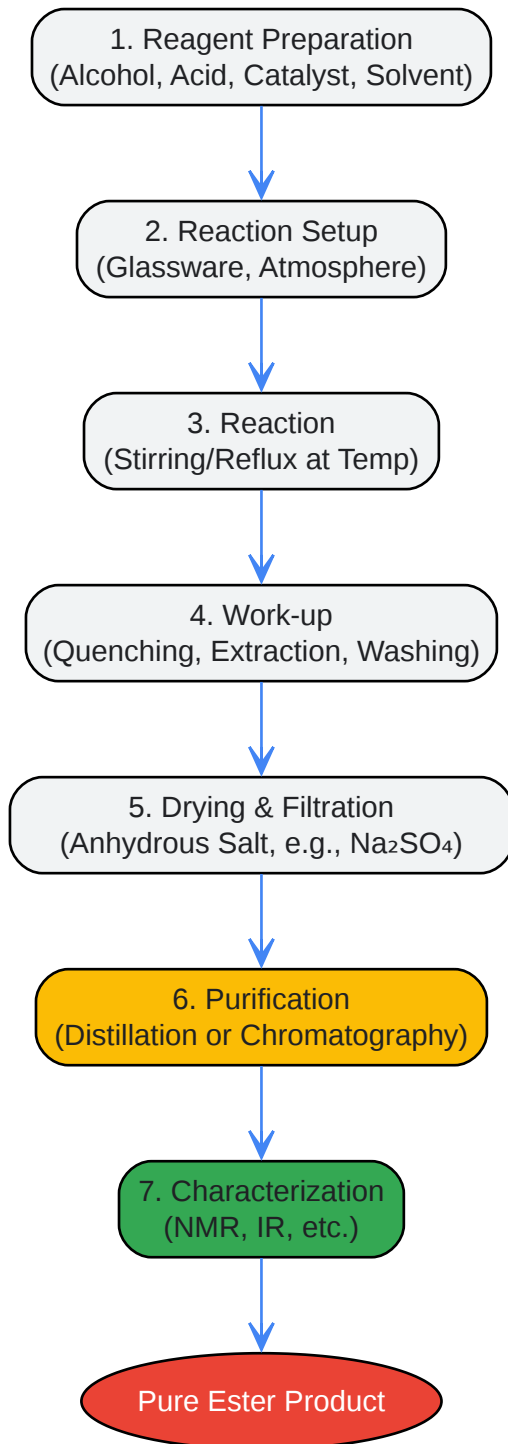 1. Reagent Preparation
(Alcohol, Acid, Catalyst, Solvent)
2. Reaction Setup
(Glassware, Atmosphere)
3. Reaction
(Stirring/Reflux at Temp)
4. Work-up
(Quenching, Extraction, Washing)
5. Drying & Filtration
(Anhydrous Salt, e.g., Na₂SO₄)
6. Purification
(Distillation or Chromatography)
7. Characterization
(NMR, IR, etc.)
Pure Ester Product